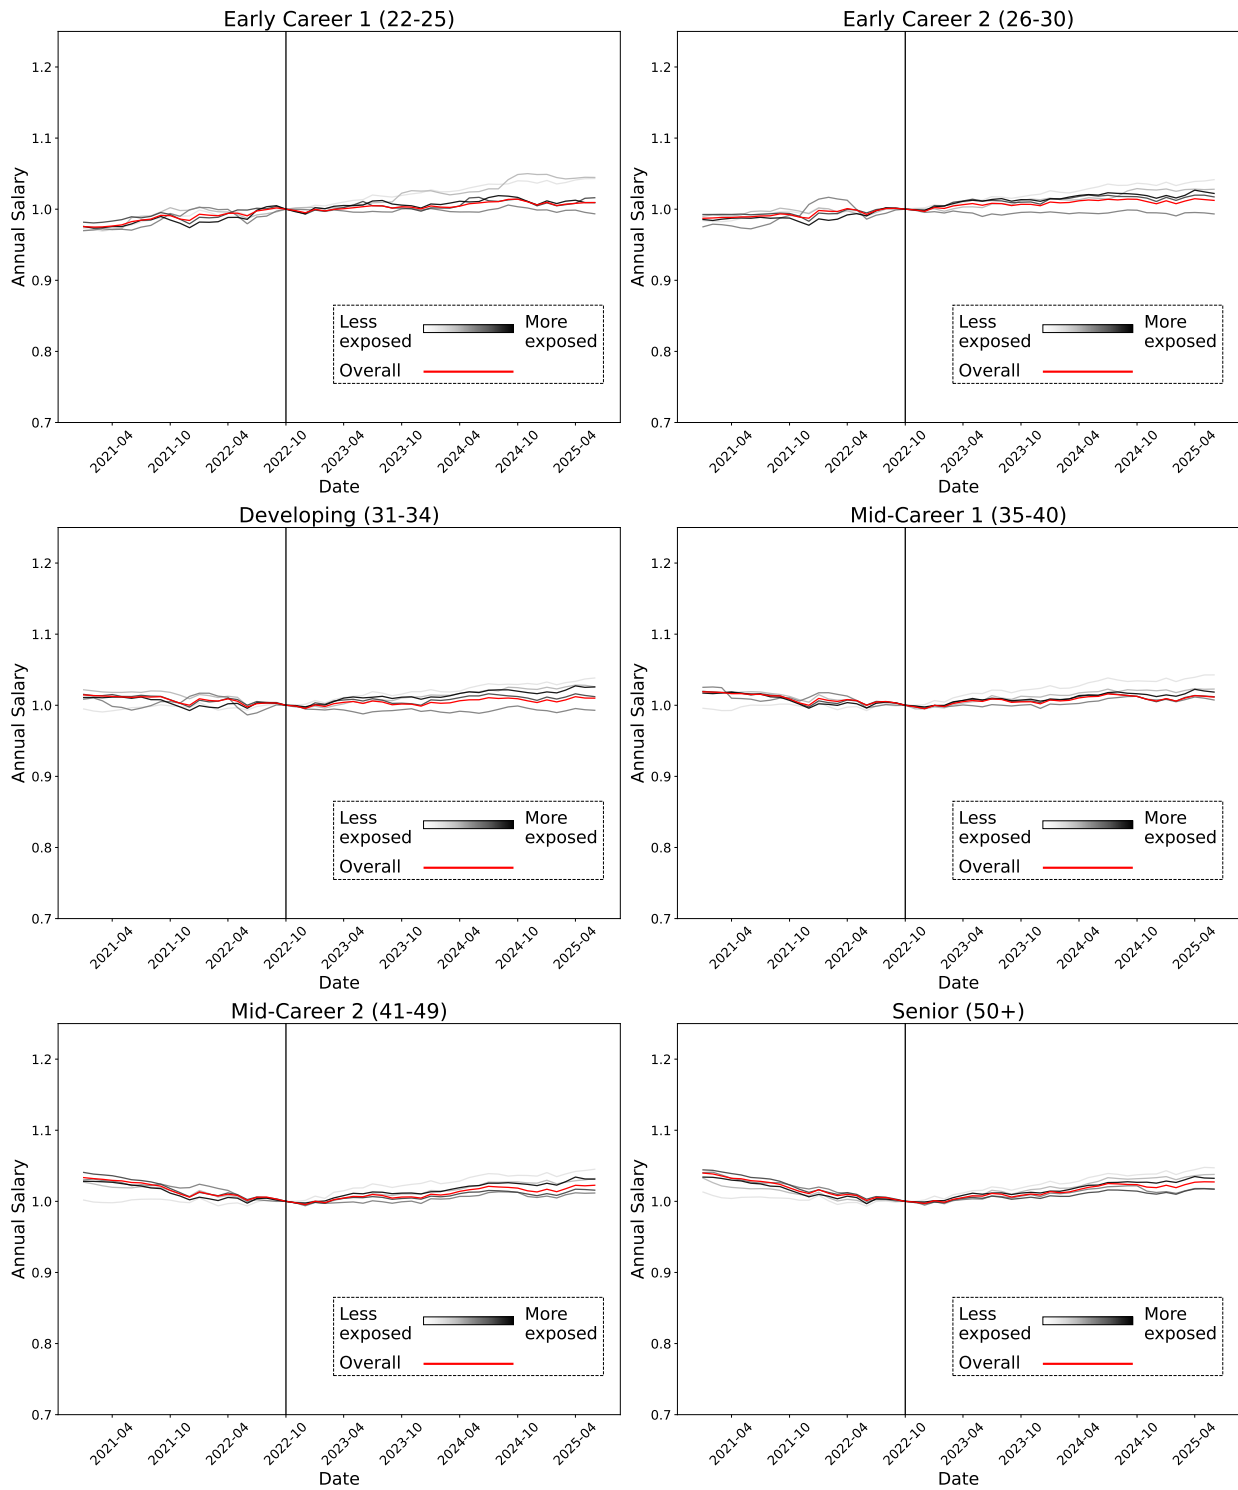 Early Career 1 (22-25)
Annual Salary
1.2
1.1
1.0
0.9
0.8
0.7
Less exposed
More exposed
Overall
2021-04
2021-10
2022-04
2022-10
2023-04
2023-10
2024-04
2024-10
2025-04
Date
Early Career 2 (26-30)
Annual Salary
1.2
1.1
1.0
0.9
0.8
0.7
Less exposed
More exposed
Overall
2021-04
2021-10
2022-04
2022-10
2023-04
2023-10
2024-04
2024-10
2025-04
Date
Developing (31-34)
Annual Salary
1.2
1.1
1.0
0.9
0.8
0.7
Less exposed
More exposed
Overall
2021-04
2021-10
2022-04
2022-10
2023-04
2023-10
2024-04
2024-10
2025-04
Date
Mid-Career 1 (35-40)
Annual Salary
1.2
1.1
1.0
0.9
0.8
0.7
Less exposed
More exposed
Overall
2021-04
2021-10
2022-04
2022-10
2023-04
2023-10
2024-04
2024-10
2025-04
Date
Mid-Career 2 (41-49)
Annual Salary
1.2
1.1
1.0
0.9
0.8
0.7
Less exposed
More exposed
Overall
2021-04
2021-10
2022-04
2022-10
2023-04
2023-10
2024-04
2024-10
2025-04
Date
Senior (50+)
Annual Salary
1.2
1.1
1.0
0.9
0.8
0.7
Less exposed
More exposed
Overall
2021-04
2021-10
2022-04
2022-10
2023-04
2023-10
2024-04
2024-10
2025-04
Date